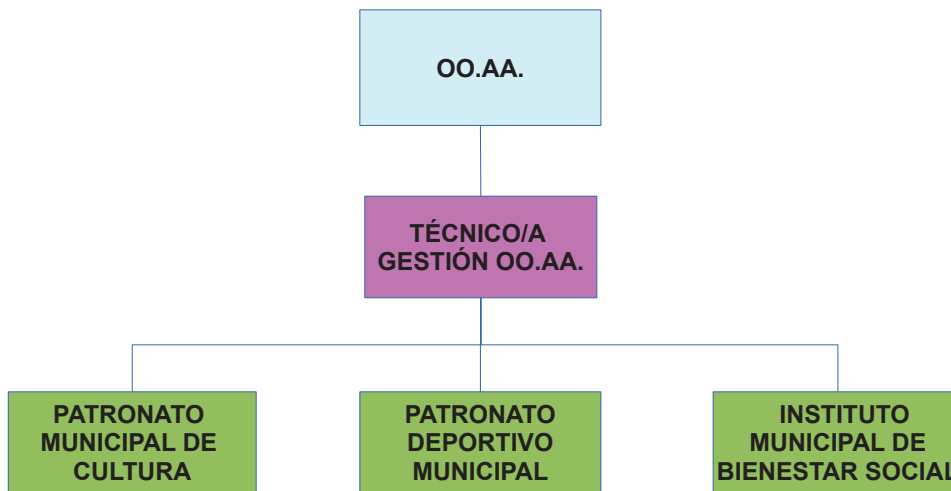 OO.AA.
TÉCNICO/A
GESTIÓN OO.AA.
PATRONATO
MUNICIPAL DE
CULTURA
PATRONATO
DEPORTIVO
MUNICIPAL
INSTITUTO
MUNICIPAL DE
BIENESTAR SOCIAL